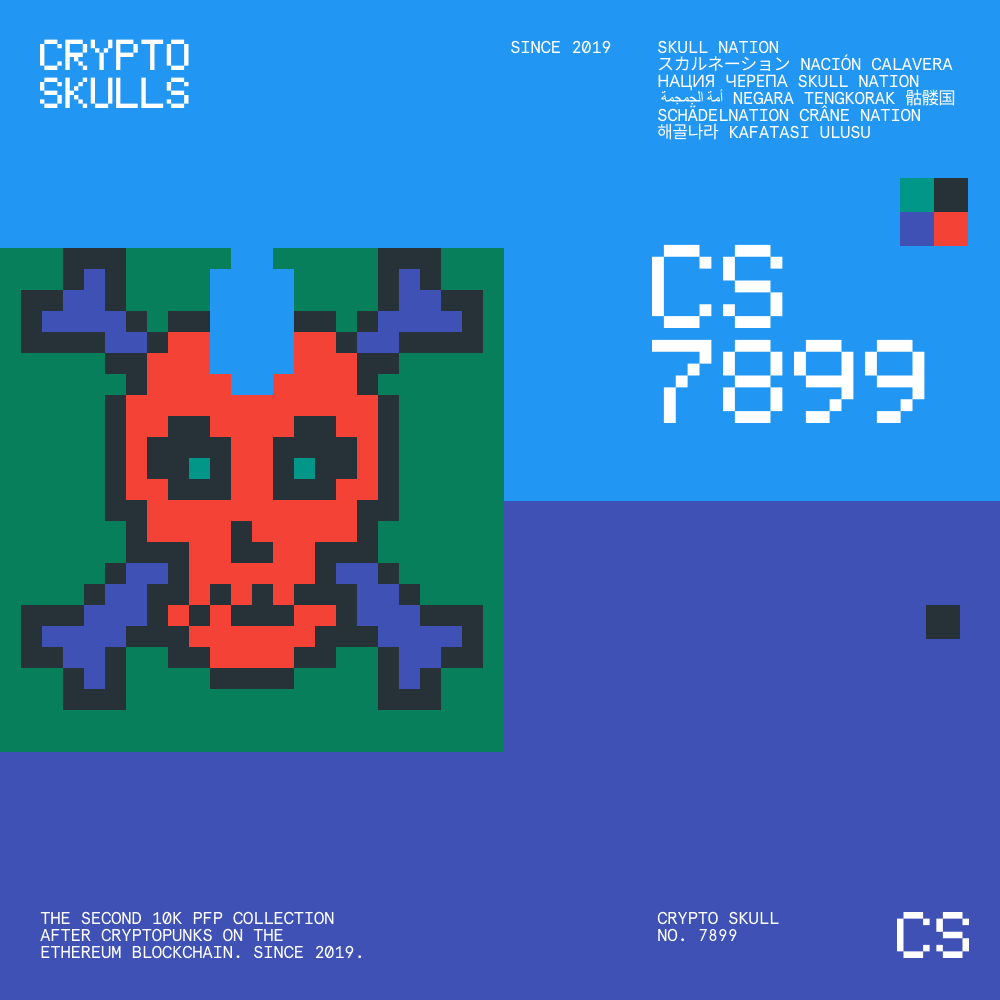 CRYPTO
SKULLS
SINCE 2019
SKULL NATION
スカルネーション NACIÓN CALAVERA
НАЦИЯ ЧЕРЕПА SKULL NATION
أمة الجمجمة NEGARA TENGKORAK 骷髅国
SCHÄDELNATION CRÂNE NATION
해골나라 KAFATASI ULUSU
CS
7899
THE SECOND 10K PFP COLLECTION
AFTER CRYPTOPUNKS ON THE
ETHEREUM BLOCKCHAIN. SINCE 2019.
CRYPTO SKULL
NO. 7899
CS